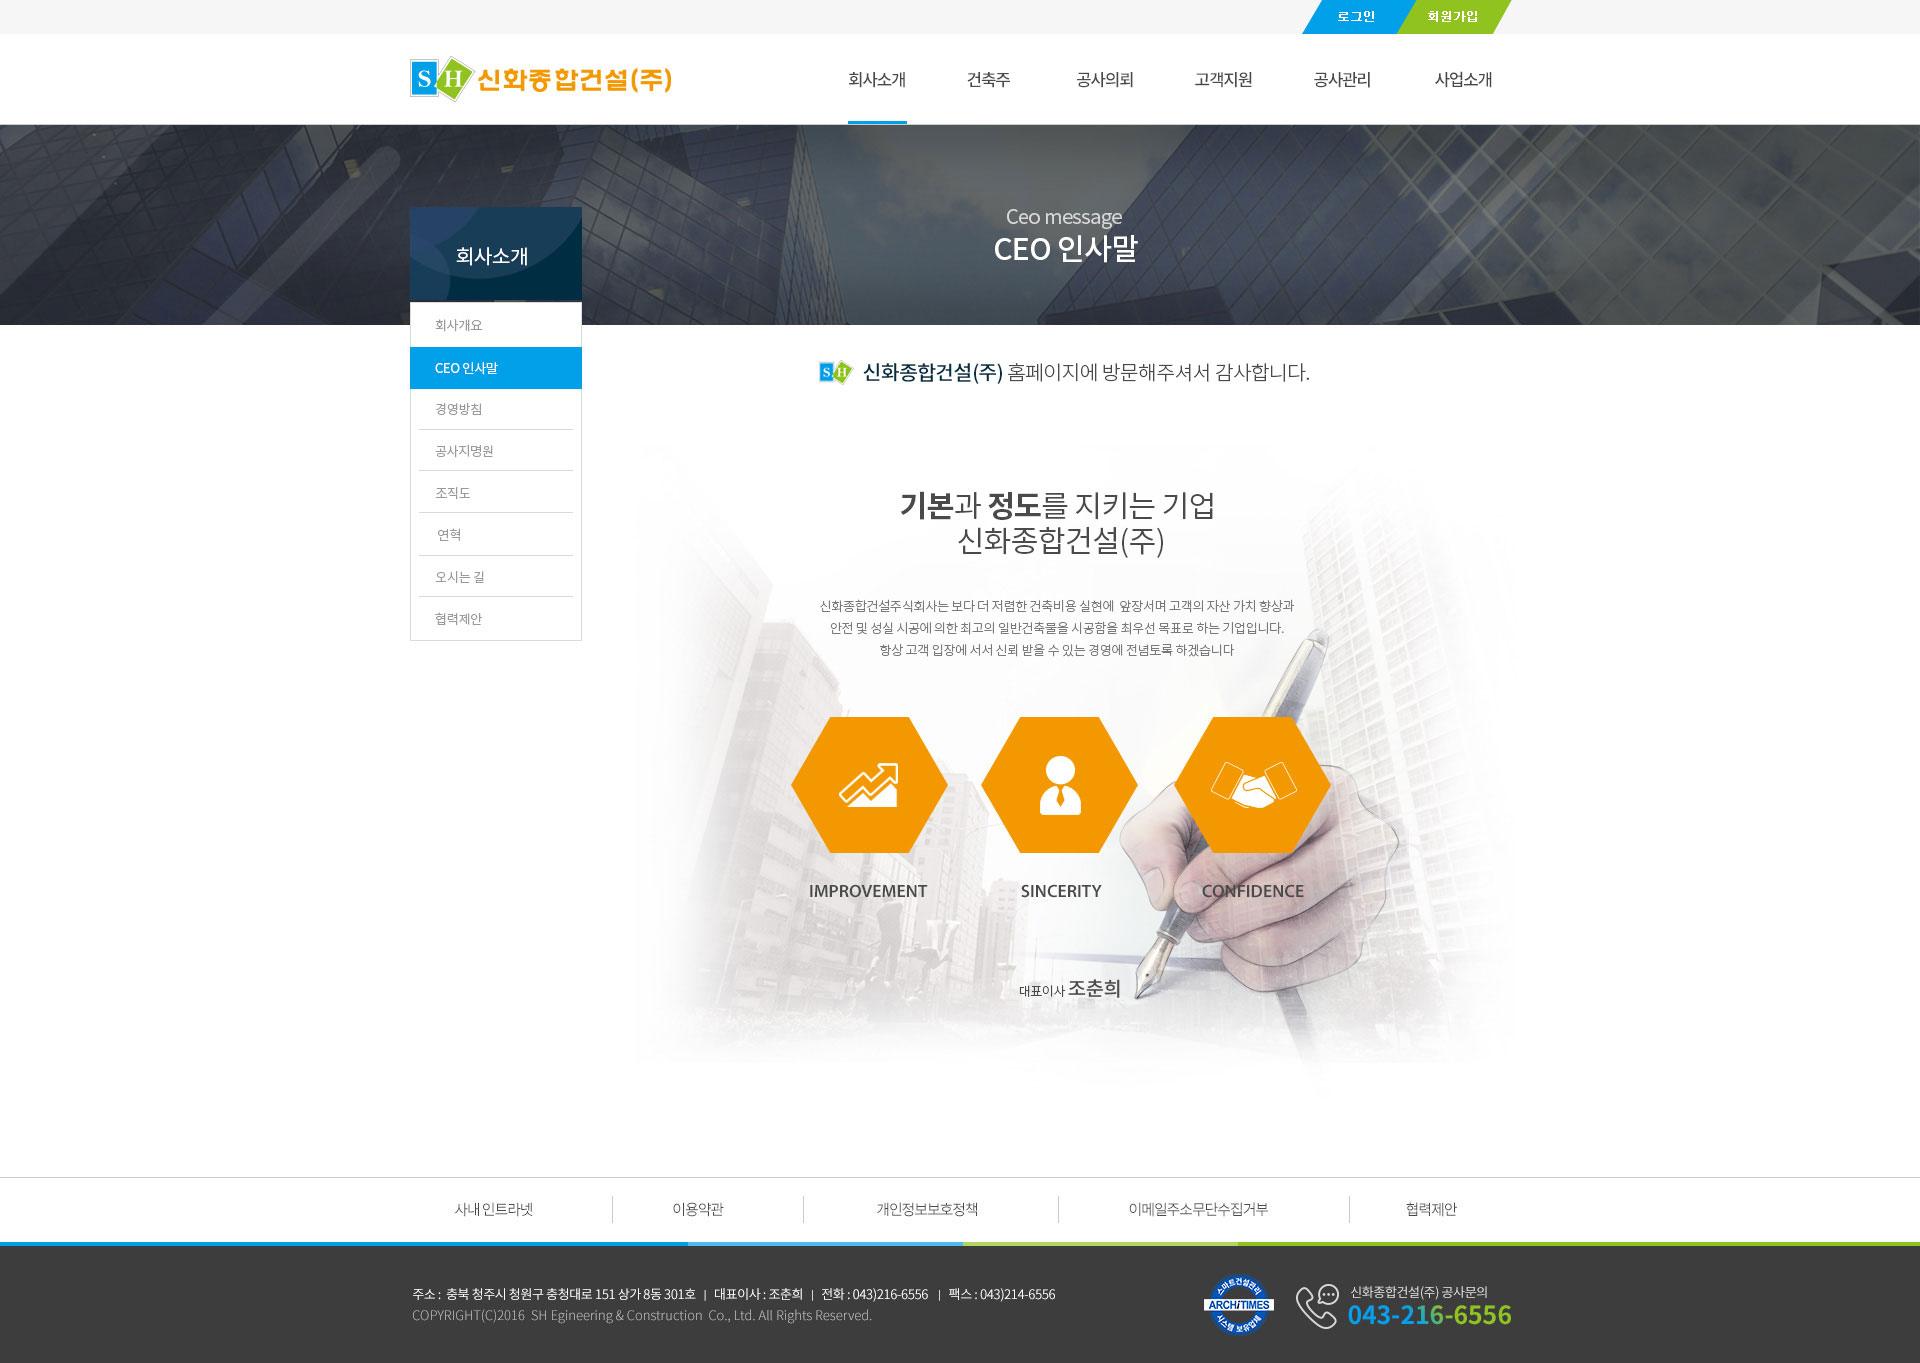 로그인
회원가입
SH 신화종합건설(주)
회사소개
건축주
공사의뢰
고객지원
공사관리
사업소개
Ceo message
CEO 인사말
회사소개
회사개요
CEO 인사말
경영방침
공사지명원
조직도
연혁
오시는 길
협력제안
SH 신화종합건설(주) 홈페이지에 방문해주셔서 감사합니다.
기본과 정도를 지키는 기업
신화종합건설(주)
신화종합건설주식회사는 보다 더 저렴한 건축비용 실현에 앞장서며 고객의 자산 가치 향상과
안전 및 성실 시공에 의한 최고의 일반건축물을 시공함을 최우선 목표로 하는 기업입니다.
항상 고객 입장에 서서 신뢰 받을 수 있는 경영에 전념토록 하겠습니다
IMPROVEMENT
SINCERITY
CONFIDENCE
대표이사 조춘희
사내 인트라넷
이용약관
개인정보보호정책
이메일주소무단수집거부
협력제안
주소 : 충북 청주시 청원구 충청대로 151 상가 8동 301호 | 대표이사 : 조춘희 | 전화 : 043)216-6556 | 팩스 : 043)214-6556
COPYRIGHT(C)2016 SH Egineering & Construction Co., Ltd. All Rights Reserved.
스마트건설관리
ARCHITIMES
시스템 보유업체
신화종합건설(주) 공사문의
043-216-6556